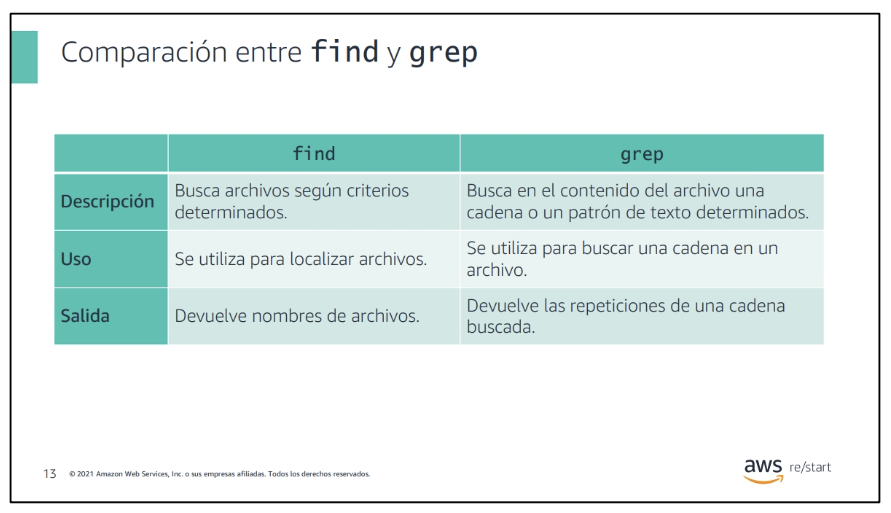 Comparación entre find y grep
find
grep
Descripción
Busca archivos según criterios
determinados.
Busca en el contenido del archivo una
cadena o un patrón de texto determinados.
Uso
Se utiliza para localizar archivos.
Se utiliza para buscar una cadena en un
archivo.
Salida
Devuelve nombres de archivos.
Devuelve las repeticiones de una cadena
buscada.
13
© 2021 Amazon Web Services, Inc. o sus empresas afiliadas. Todos los derechos reservados.
aws re/start